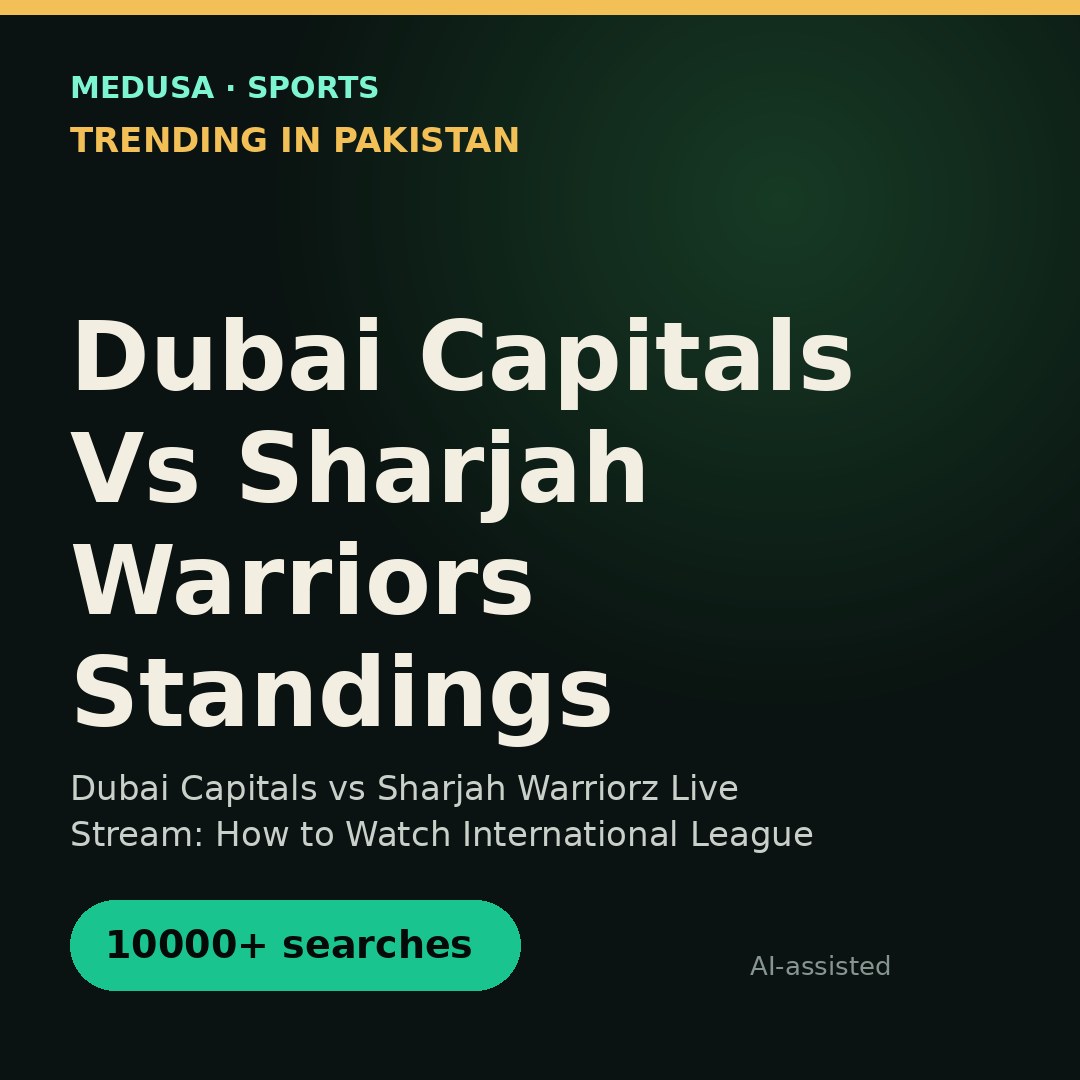 MEDUSA · SPORTS
TRENDING IN PAKISTAN
Dubai Capitals
Vs Sharjah
Warriors
Standings
Dubai Capitals vs Sharjah Warriorz Live
Stream: How to Watch International League
10000+ searches
AI-assisted